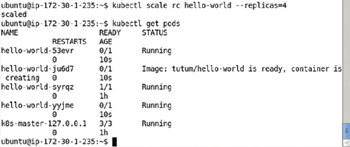 ubuntu@ip-172-30-1-235:~$ kubectl scale rc hello-world --replicas=4
scaled
ubuntu@ip-172-30-1-235:~$ kubectl get pods
NAME READY STATUS
RESTARTS AGE
hello-world-53evr 0/1 Running
0 10s
hello-world-ju6d7 0/1 Image: tutum/hello-world is ready, container is
creating 0 10s
hello-world-syrqz 1/1 Running
0 1h
hello-world-yyjme 0/1 Running
0 10s
k8s-master-127.0.0.1 3/3 Running
0 1h
ubuntu@ip-172-30-1-235:~$